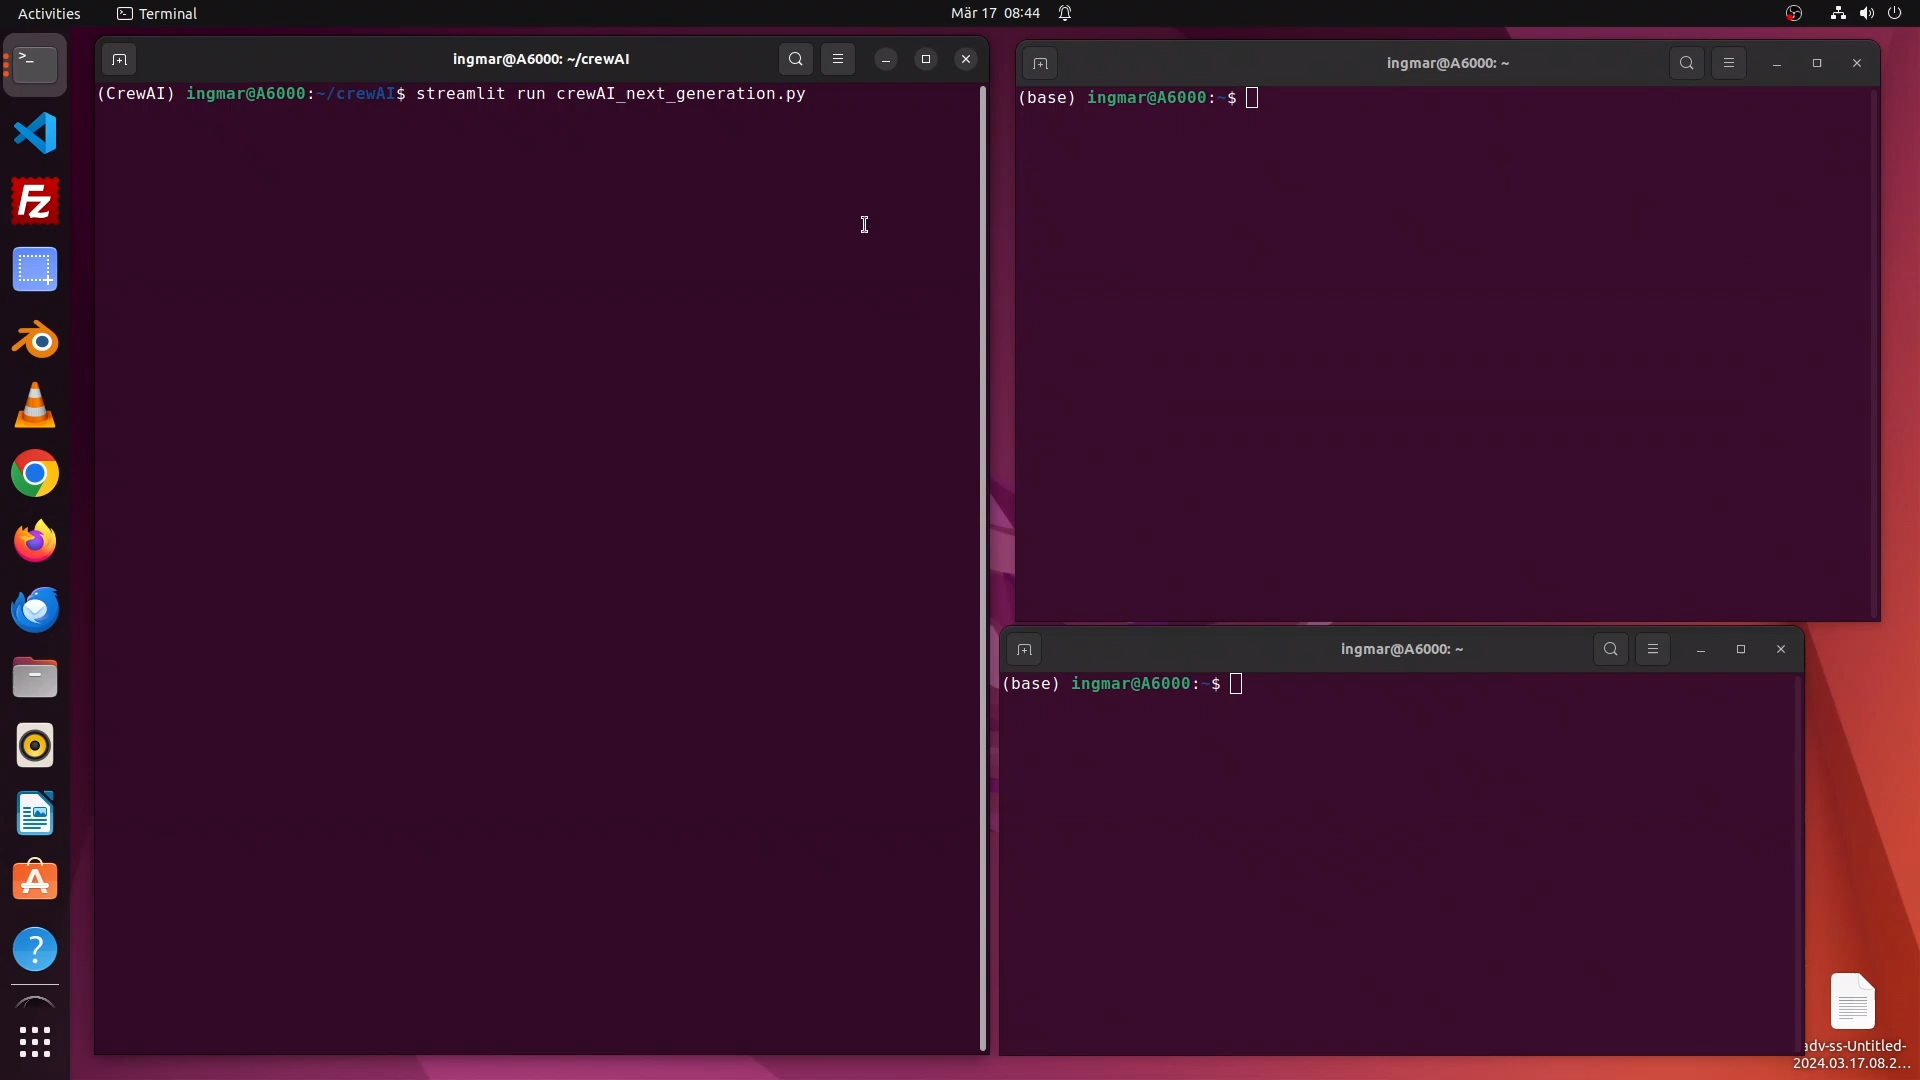 Activities
Terminal
Mär 17 08:44
ingmar@A6000: ~/crewAI
(CrewAI) ingmar@A6000:~/crewAI$ streamlit run crewAI_next_generation.py
ingmar@A6000: ~
(base) ingmar@A6000:~$
ingmar@A6000: ~
(base) ingmar@A6000:~$
adv-ss-Untitled-
2024.03.17.08.2...